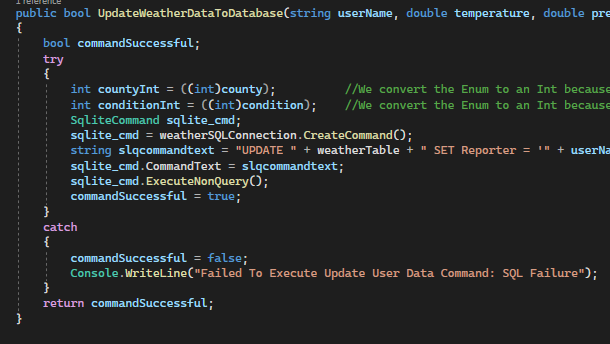 1 reference
public bool UpdateWeatherDataToDatabase(string userName, double temperature, double pre
{
bool commandSuccessful;
try
{
int countyInt = ((int)county); //We convert the Enum to an Int because
int conditionInt = ((int)condition); //We convert the Enum to an Int because
SqliteCommand sqlite_cmd;
sqlite_cmd = weatherSQLConnection.CreateCommand();
string slqcommandtext = "UPDATE " + weatherTable + " SET Reporter = '" + userNa
sqlite_cmd.CommandText = slqcommandtext;
sqlite_cmd.ExecuteNonQuery();
commandSuccessful = true;
}
catch
{
commandSuccessful = false;
Console.WriteLine("Failed To Execute Update User Data Command: SQL Failure");
}
return commandSuccessful;
}